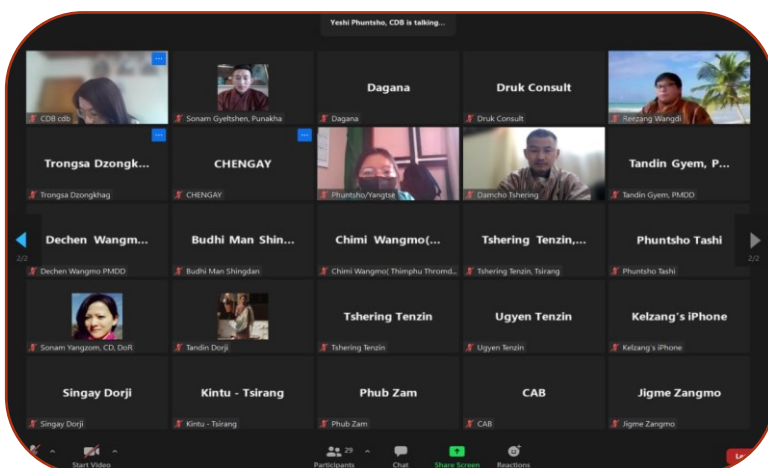 Yeshi Phuntsho, CDB is talking...
CDB cdb
Sonam Gyeltshen, Punakha
Dagana
Dagana
Druk Consult
Druk Consult
Reezang Wangdi
Trongsa Dzongk...
Trongsa Dzongkhag
CHENGAY
CHENGAY
Phuntsho/Yangtse
Damcho Tshering
Tandin Gyem, P...
Tandin Gyem, PMDD
Dechen Wangm...
Dechen Wangmo PMDD
Budhi Man Shin...
Budhi Man Shingdan
Chimi Wangmo(...
Chimi Wangmo( Thimphu Thromd...
Tshering Tenzin,...
Tshering Tenzin, Tsirang
Phuntsho Tashi
Phuntsho Tashi
2/2
2/2
Sonam Yangzom, CD, DoR
Tandin Dorji
Tshering Tenzin
Tshering Tenzin
Ugyen Tenzin
Ugyen Tenzin
Kelzang's iPhone
Kelzang's iPhone
Singay Dorji
Singay Dorji
Kintu - Tsirang
Kintu - Tsirang
Phub Zam
Phub Zam
CAB
CAB
Jigme Zangmo
Jigme Zangmo
Start Video
29
Participants
Chat
Share Screen
Reactions